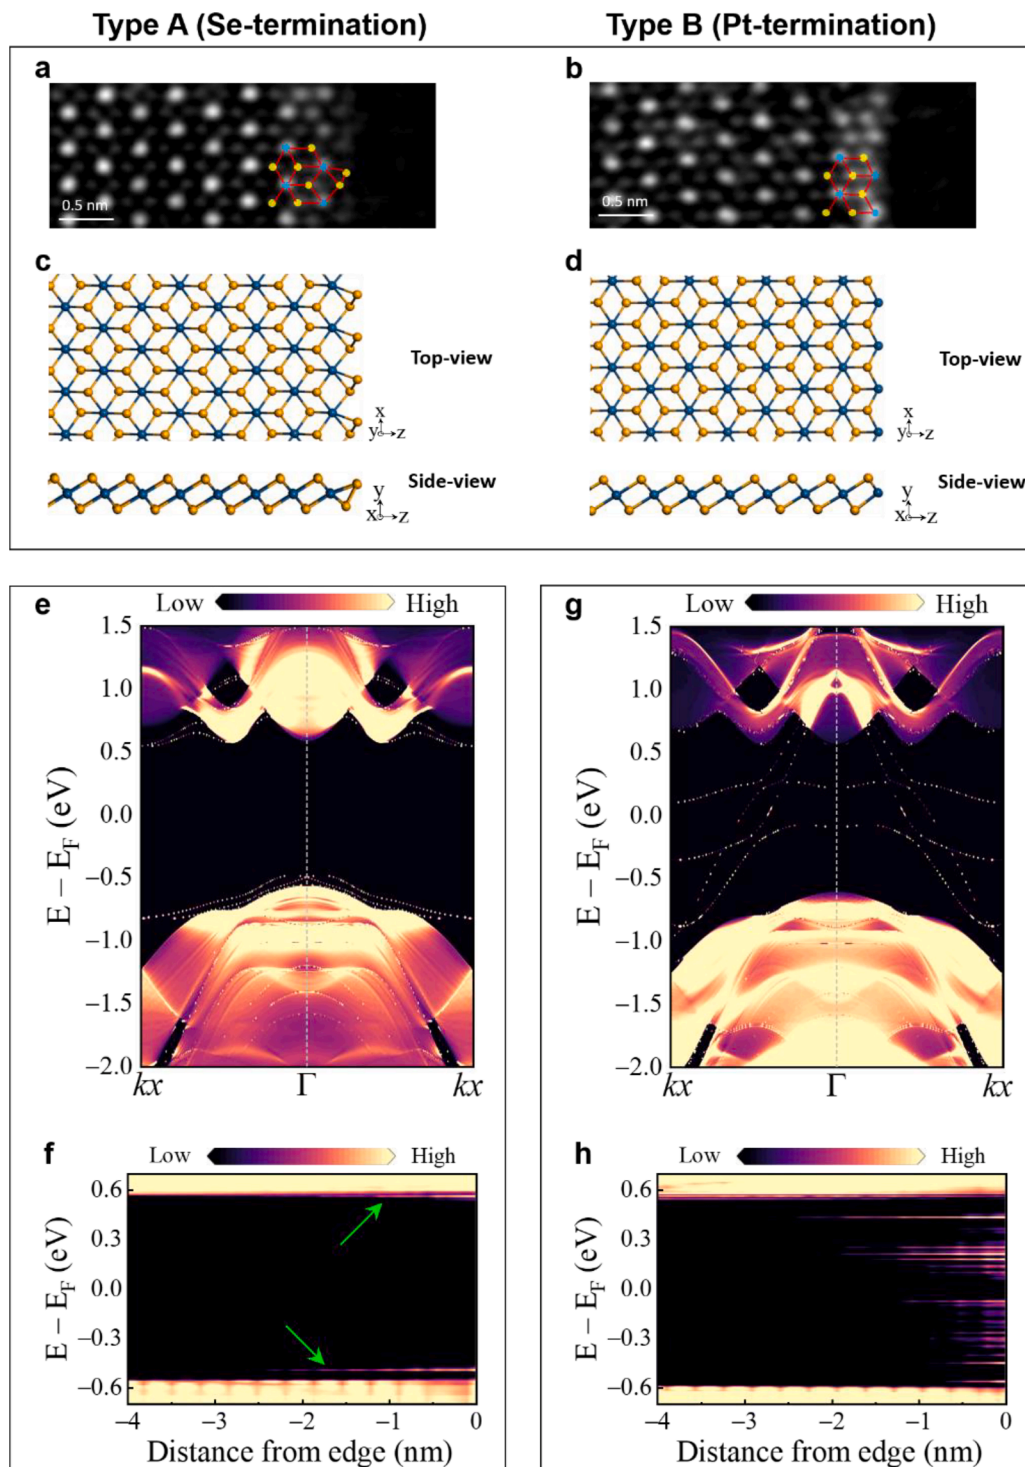 Type A (Se-termination)
Type B (Pt-termination)
a
0.5 nm
b
0.5 nm
c
Top-view
x
y z
Side-view
y
x z
d
Top-view
x
y z
Side-view
y
x z
e
Low High
1.5
1.0
0.5
0.0
−0.5
−1.0
−1.5
−2.0
E − E_F (eV)
kx Γ kx
f
Low High
0.6
0.3
0.0
−0.3
−0.6
E − E_F (eV)
−4 −3 −2 −1 0
Distance from edge (nm)
g
Low High
1.5
1.0
0.5
0.0
−0.5
−1.0
−1.5
−2.0
E − E_F (eV)
kx Γ kx
h
Low High
0.6
0.3
0.0
−0.3
−0.6
E − E_F (eV)
−4 −3 −2 −1 0
Distance from edge (nm)